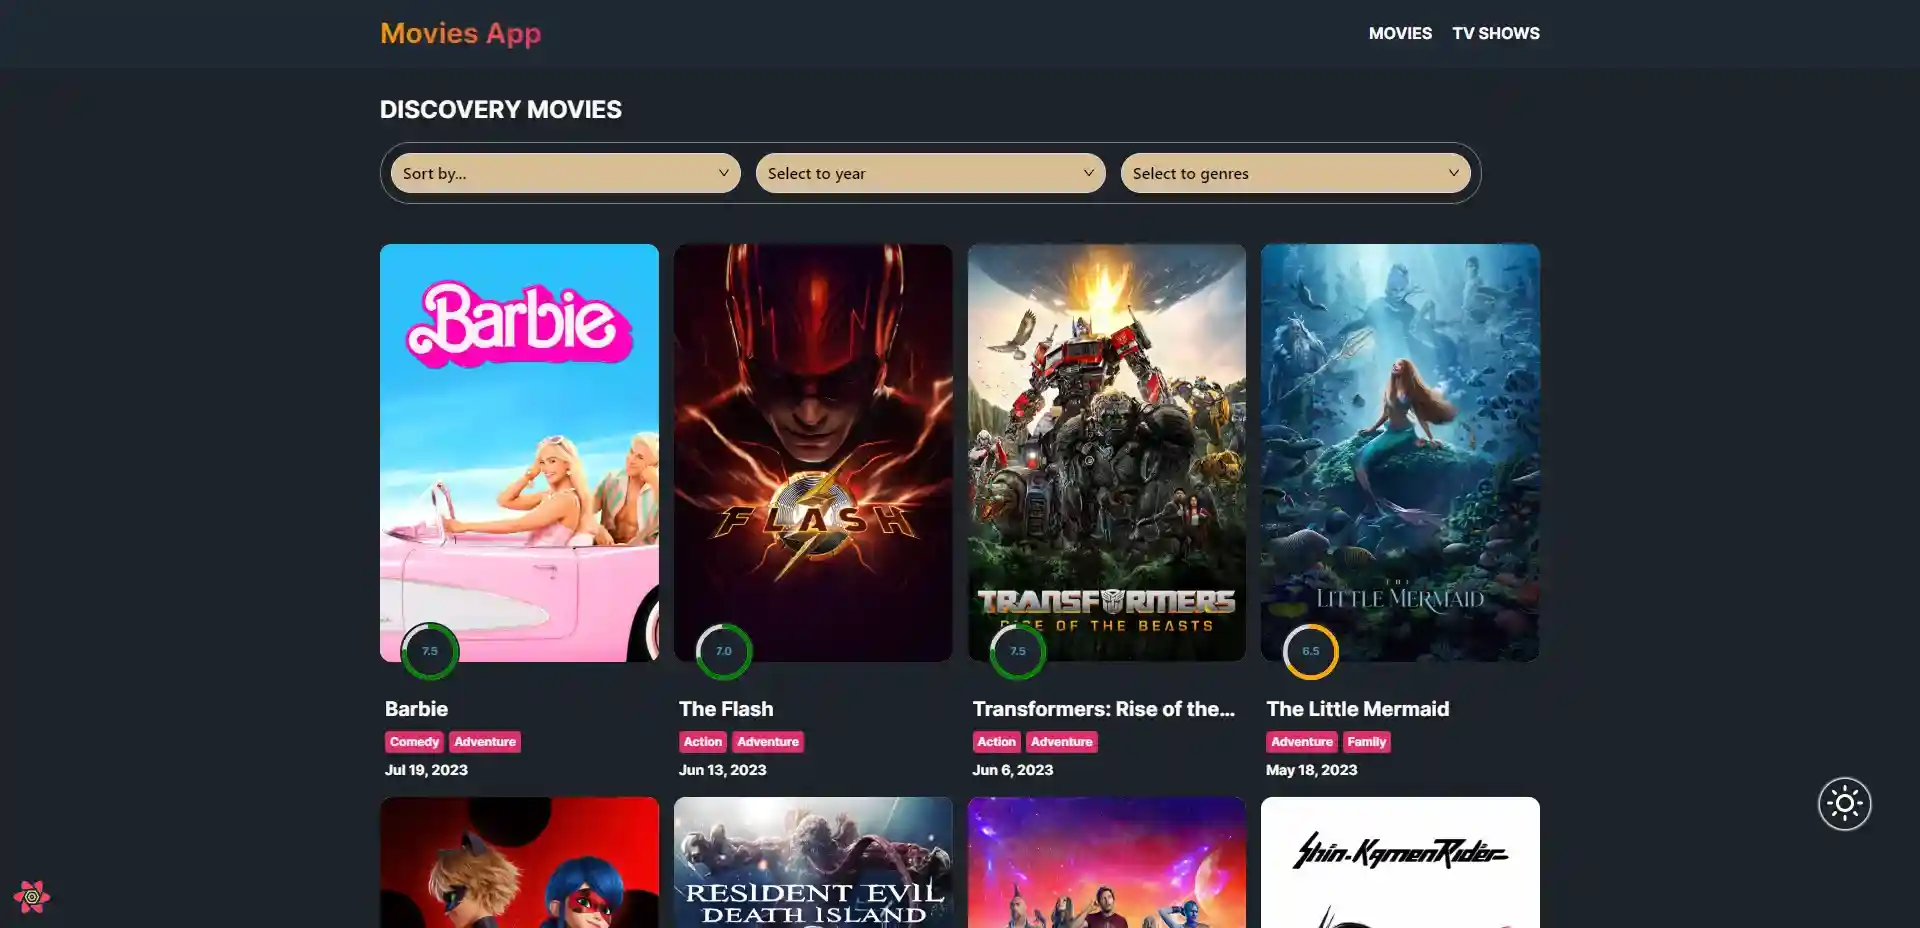 Movies App
MOVIES TV SHOWS
DISCOVERY MOVIES
Sort by... Select to year Select to genres
Barbie
FLASH
TRANSFORMERS
RISE OF THE BEASTS
THE
LITTLE MERMAID
7.5 7.0 7.5 6.5
Barbie The Flash Transformers: Rise of the... The Little Mermaid
Comedy Adventure Action Adventure Action Adventure Adventure Family
Jul 19, 2023 Jun 13, 2023 Jun 6, 2023 May 18, 2023
RESIDENT EVIL
DEATH ISLAND
Shin.KamenRider